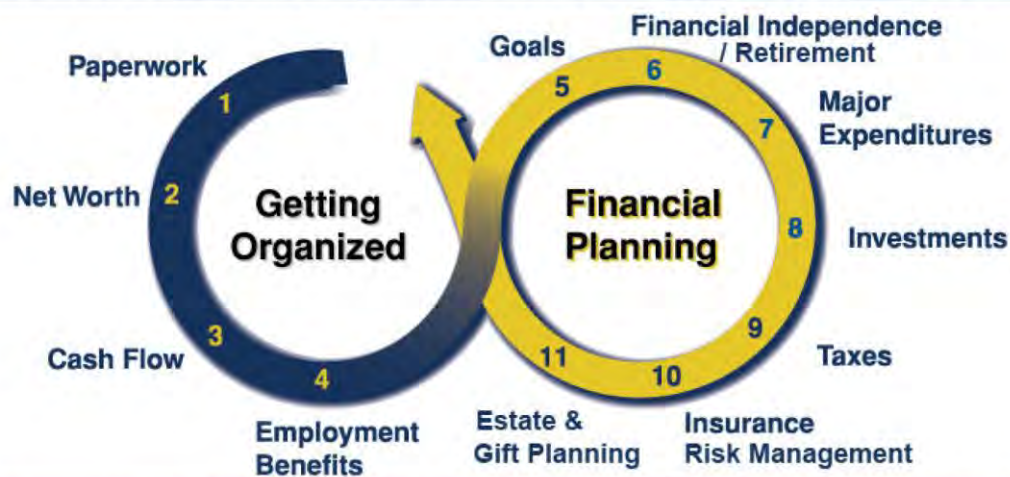 Paperwork
1
Net Worth
2
Cash Flow
3
Employment
Benefits
4
Getting
Organized
Goals
5
Financial Independence
/ Retirement
6
Major
Expenditures
7
Investments
8
Taxes
9
Insurance
Risk Management
10
Estate &
Gift Planning
11
Financial
Planning